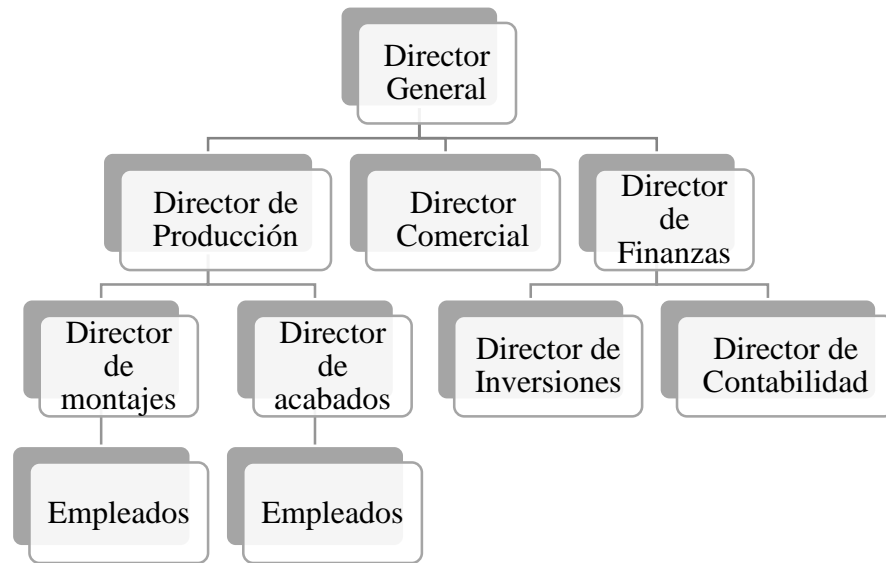 Director
General
Director de
Producción
Director
Comercial
Director
de
Finanzas
Director
de
montajes
Director
de
acabados
Director de
Inversiones
Director de
Contabilidad
Empleados
Empleados